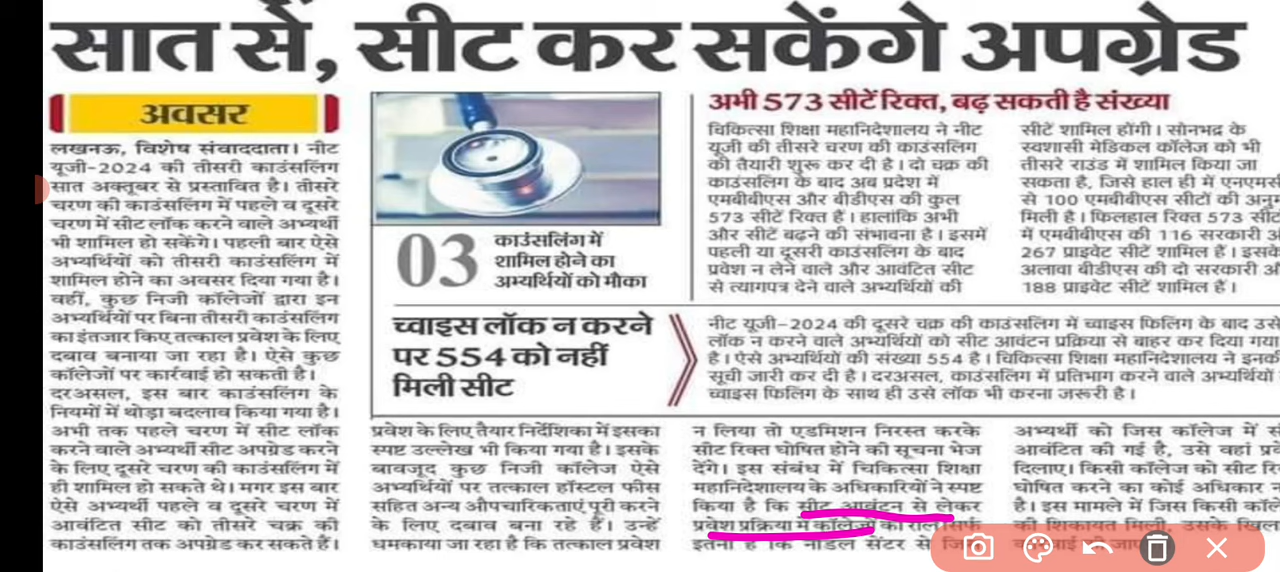 सात से, सीट कर सकेंगे अपग्रेड
अवसर
लखनऊ, विशेष संवाददाता। नीट
यूजी-2024 की तीसरी काउंसलिंग
सात अक्तूबर से प्रस्तावित है। तीसरे
चरण की काउंसलिंग में पहले व दूसरे
चरण में सीट लॉक करने वाले अभ्यर्थी
भी शामिल हो सकेंगे। पहली बार ऐसे
अभ्यर्थियों को तीसरी काउंसलिंग में
शामिल होने का अवसर दिया गया है।
वहीं, कुछ निजी कॉलेजों द्वारा इन
अभ्यर्थियों पर बिना तीसरी काउंसलिंग
का इंतजार किए तत्काल प्रवेश के लिए
दबाव बनाया जा रहा है। ऐसे कुछ
कॉलेजों पर कार्रवाई हो सकती है।
दरअसल, इस बार काउंसलिंग के
नियमों में थोड़ा बदलाव किया गया है।
अभी तक पहले चरण में सीट लॉक
करने वाले अभ्यर्थी सीट अपग्रेड करने
के लिए दूसरे चरण की काउंसलिंग में
ही शामिल हो सकते थे। मगर इस बार
ऐसे अभ्यर्थी पहले व दूसरे चरण में
आवंटित सीट को तीसरे चक्र की
काउंसलिंग तक अपग्रेड कर सकते हैं।
03
काउंसलिंग में
शामिल होने का
अभ्यर्थियों को मौका
अभी 573 सीटें रिक्त, बढ़ सकती है संख्या
चिकित्सा शिक्षा महानिदेशालय ने नीट
यूजी की तीसरे चरण की काउंसलिंग
की तैयारी शुरू कर दी है। दो चक्र की
काउंसलिंग के बाद अब प्रदेश में
एमबीबीएस और बीडीएस की कुल
573 सीटें रिक्त हैं। हालांकि अभी
और सीटें बढ़ने की संभावना है। इसमें
पहली या दूसरी काउंसलिंग के बाद
प्रवेश न लेने वाले और आवंटित सीट
से त्यागपत्र देने वाले अभ्यर्थियों की
सीटें शामिल होंगी। सोनभद्र के
स्वशासी मेडिकल कॉलेज को भी
तीसरे राउंड में शामिल किया जा
सकता है, जिसे हाल ही में एनएमसी
से 100 एमबीबीएस सीटों की अनुम
मिली है। फिलहाल रिक्त 573 सीटों
में एमबीबीएस की 116 सरकारी अ
267 प्राइवेट सीटें शामिल हैं। इसके
अलावा बीडीएस की दो सरकारी औ
188 प्राइवेट सीटें शामिल हैं।
च्वाइस लॉक न करने
पर 554 को नहीं
मिली सीट
नीट यूजी-2024 की दूसरे चक्र की काउंसलिंग में च्वाइस फिलिंग के बाद उसे
लॉक न करने वाले अभ्यर्थियों को सीट आवंटन प्रक्रिया से बाहर कर दिया गया
है। ऐसे अभ्यर्थियों की संख्या 554 है। चिकित्सा शिक्षा महानिदेशालय ने इनकी
सूची जारी कर दी है। दरअसल, काउंसलिंग में प्रतिभाग करने वाले अभ्यर्थियों
च्वाइस फिलिंग के साथ ही उसे लॉक भी करना जरूरी है।
प्रवेश के लिए तैयार निर्देशिका में इसका
स्पष्ट उल्लेख भी किया गया है। इसके
बावजूद कुछ निजी कॉलेज ऐसे
अभ्यर्थियों पर तत्काल हॉस्टल फीस
सहित अन्य औपचारिकताएं पूरी करने
के लिए दबाव बना रहे हैं। उन्हें
धमकाया जा रहा है कि तत्काल प्रवेश
न लिया तो एडमिशन निरस्त करके
सीट रिक्त घोषित होने की सूचना भेज
देंगे। इस संबंध में चिकित्सा शिक्षा
महानिदेशालय के अधिकारियों ने स्पष्ट
किया है कि सीट आवंटन से लेकर
प्रवेश प्रक्रिया में कॉलेजों का रोल सिर्फ
इतना है कि नोडल सेंटर से
अभ्यर्थी को जिस कॉलेज में सी
आवंटित की गई है, उसे वहां प्रवे
दिलाए। किसी कॉलेज को सीट रि
घोषित करने का कोई अधिकार न
है। इस मामले में जिस किसी कॉले
की शिकायत मिली, उसके खिला